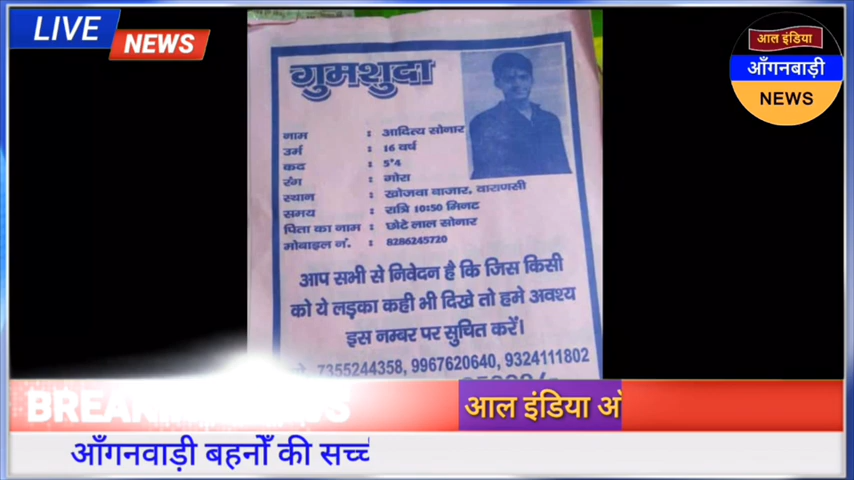 LIVE
NEWS
आल इंडिया
आँगनबाड़ी
NEWS
गुमशुदा
नाम : आदित्य सोनार
उर्म : 16 वर्ष
कद : 5"4
रंग : गोरा
स्थान : खोजवा बाजार, वाराणसी
समय : रात्रि 10:50 मिनट
पिता का नाम : छोटे लाल सोनार
मोबाइल नं. : 8286245720
आप सभी से निवेदन है कि जिस किसी
को ये लड़का कही भी दिखे तो हमे अवश्य
इस नम्बर पर सुचित करें।
7355244358, 9967620640, 9324111802
आल इंडिया अ
आँगनवाड़ी बहनोँ की सच्च